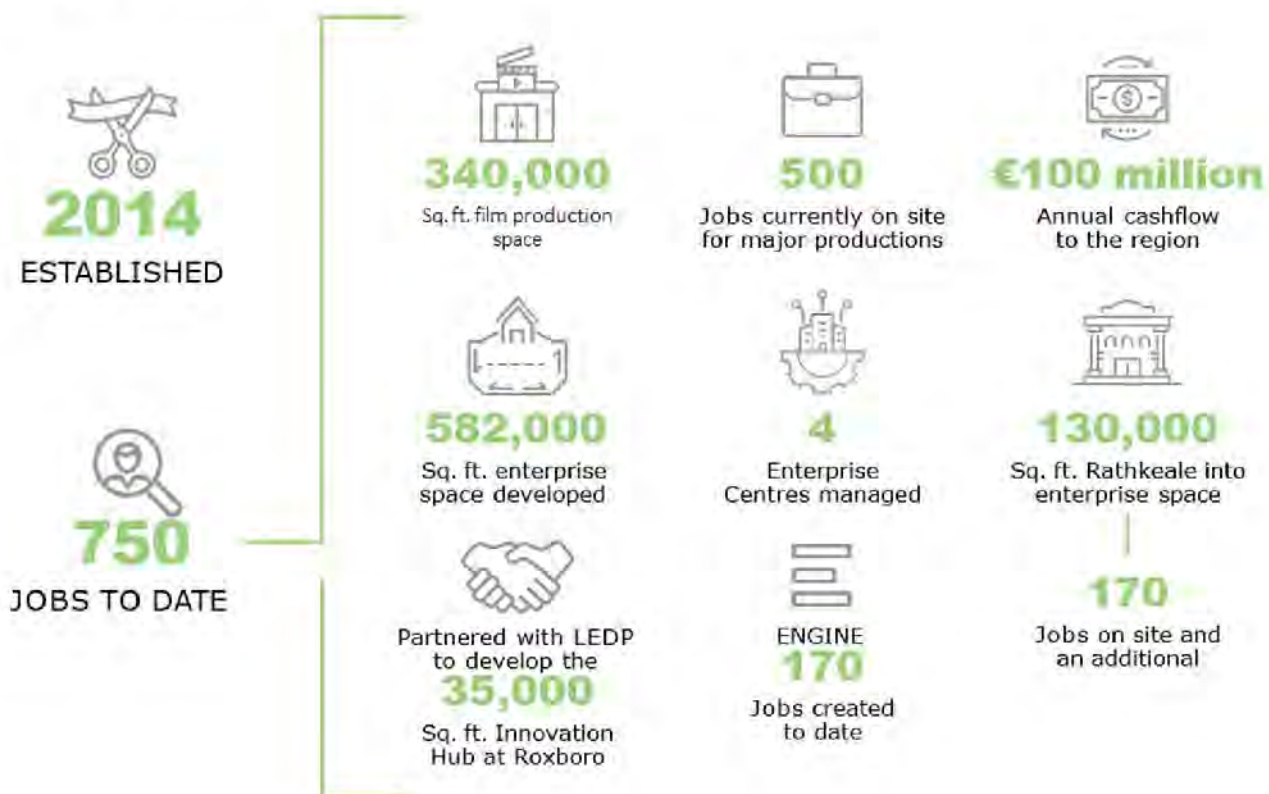 2014
ESTABLISHED
750
JOBS TO DATE
340,000
Sq. ft. film production
space
500
Jobs currently on site
for major productions
€100 million
Annual cashflow
to the region
582,000
Sq. ft. enterprise
space developed
4
Enterprise
Centres managed
130,000
Sq. ft. Rathkeale into
enterprise space
170
Jobs on site and
an additional
Partnered with LEDP
to develop the
35,000
Sq. ft. Innovation
Hub at Roxboro
ENGINE
170
Jobs created
to date